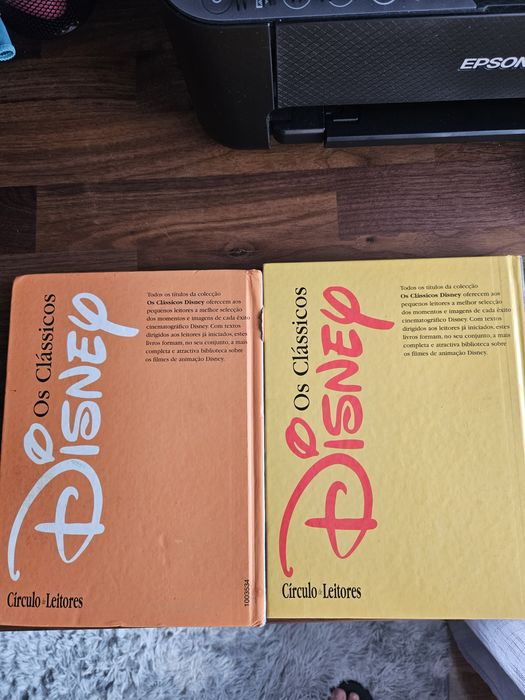 EPSON
Os Clássicos
DISNEY
Todos os títulos da colecção
Os Clássicos Disney oferecem aos
pequenos leitores a melhor selecção
dos momentos e imagens de cada êxito
cinematográfico Disney. Com textos
dirigidos aos leitores já iniciados, estes
livros formam, no seu conjunto, a mais
completa e atractiva biblioteca sobre
os filmes de animação Disney.
Círculo de Leitores
1003534
Os Clássicos
DISNEY
Todos os títulos da colecção
Os Clássicos Disney oferecem aos
pequenos leitores a melhor selecção
dos momentos e imagens de cada êxito
cinematográfico Disney. Com textos
dirigidos aos leitores já iniciados, estes
livros formam, no seu conjunto, a mais
completa e atractiva biblioteca sobre
os filmes de animação Disney.
Círculo de Leitores